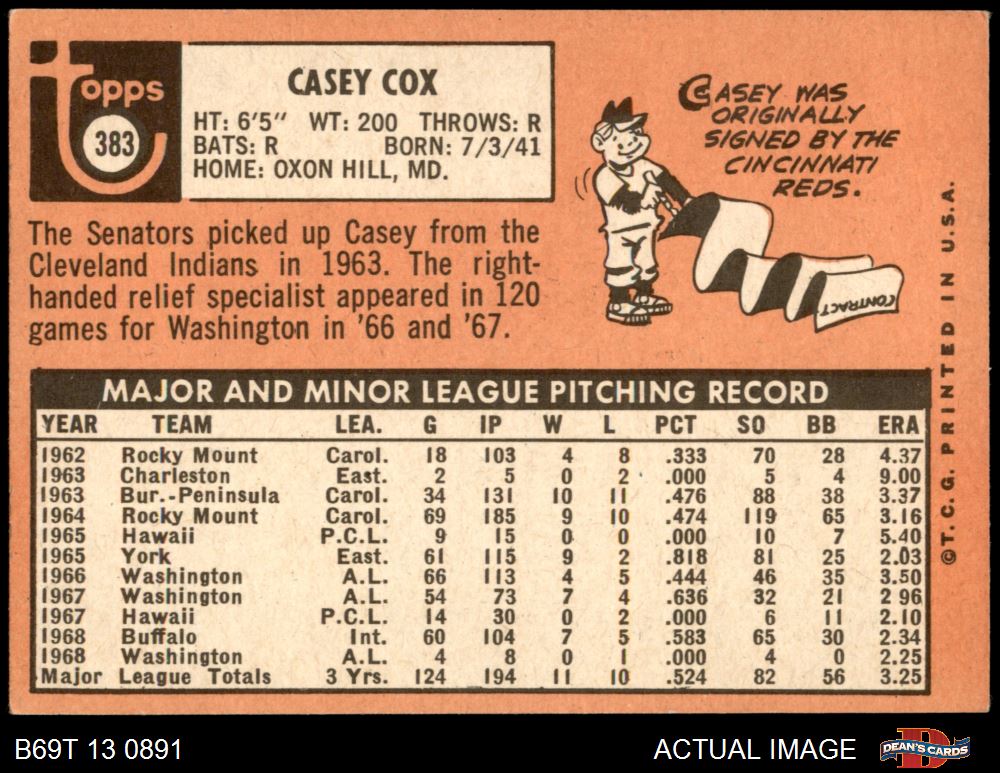 topps
383
CASEY COX
HT: 6'5" WT: 200 THROWS: R
BATS: R BORN: 7/3/41
HOME: OXON HILL, MD.
CASEY WAS
ORIGINALLY
SIGNED BY THE
CINCINNATI
REDS.
CONTRACT
The Senators picked up Casey from the
Cleveland Indians in 1963. The right-
handed relief specialist appeared in 120
games for Washington in '66 and '67.
MAJOR AND MINOR LEAGUE PITCHING RECORD
YEAR TEAM LEA. G IP W L PCT SO BB ERA
1962 Rocky Mount Carol. 18 103 4 8 .333 70 28 4.37
1963 Charleston East. 2 5 0 2 .000 5 4 9.00
1963 Bur.-Peninsula Carol. 34 131 10 11 .476 88 38 3.37
1964 Rocky Mount Carol. 69 185 9 10 .474 119 65 3.16
1965 Hawaii P.C.L. 9 15 0 0 .000 10 7 5.40
1965 York East. 61 115 9 2 .818 81 25 2.03
1966 Washington A.L. 66 113 4 5 .444 46 35 3.50
1967 Washington A.L. 54 73 7 4 .636 32 21 2 96
1967 Hawaii P.C.L. 14 30 0 2 .000 6 11 2.10
1968 Buffalo Int. 60 104 7 5 .583 65 30 2.34
1968 Washington A.L. 4 8 0 1 .000 4 0 2.25
Major League Totals 3 Yrs. 124 194 11 10 .524 82 56 3.25
©T. C. G. PRINTED IN U.S.A.
B69T 13 0891
ACTUAL IMAGE
DEAN'S CARDS